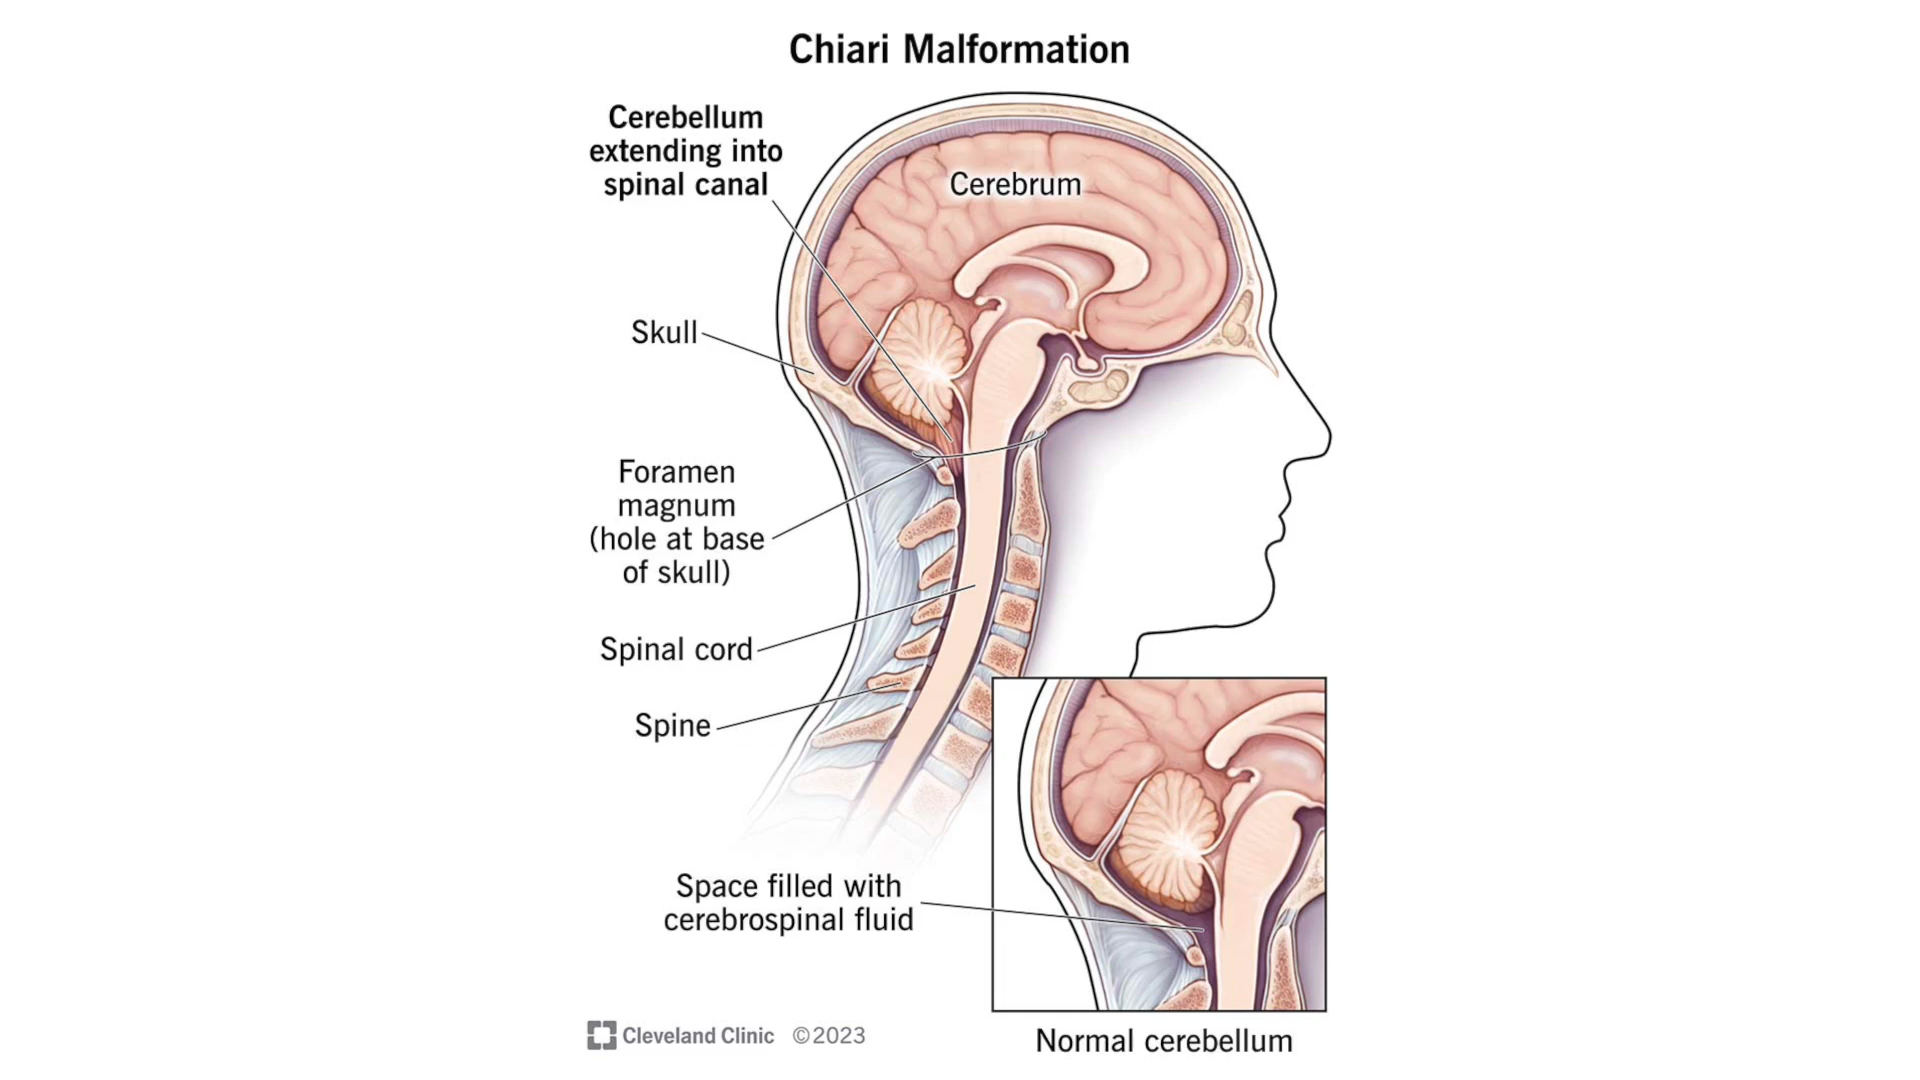 Chiari Malformation
Cerebellum
extending into
spinal canal
Cerebrum
Skull
Foramen
magnum
(hole at base
of skull)
Spinal cord
Spine
Space filled with
cerebrospinal fluid
Cleveland Clinic ©2023
Normal cerebellum